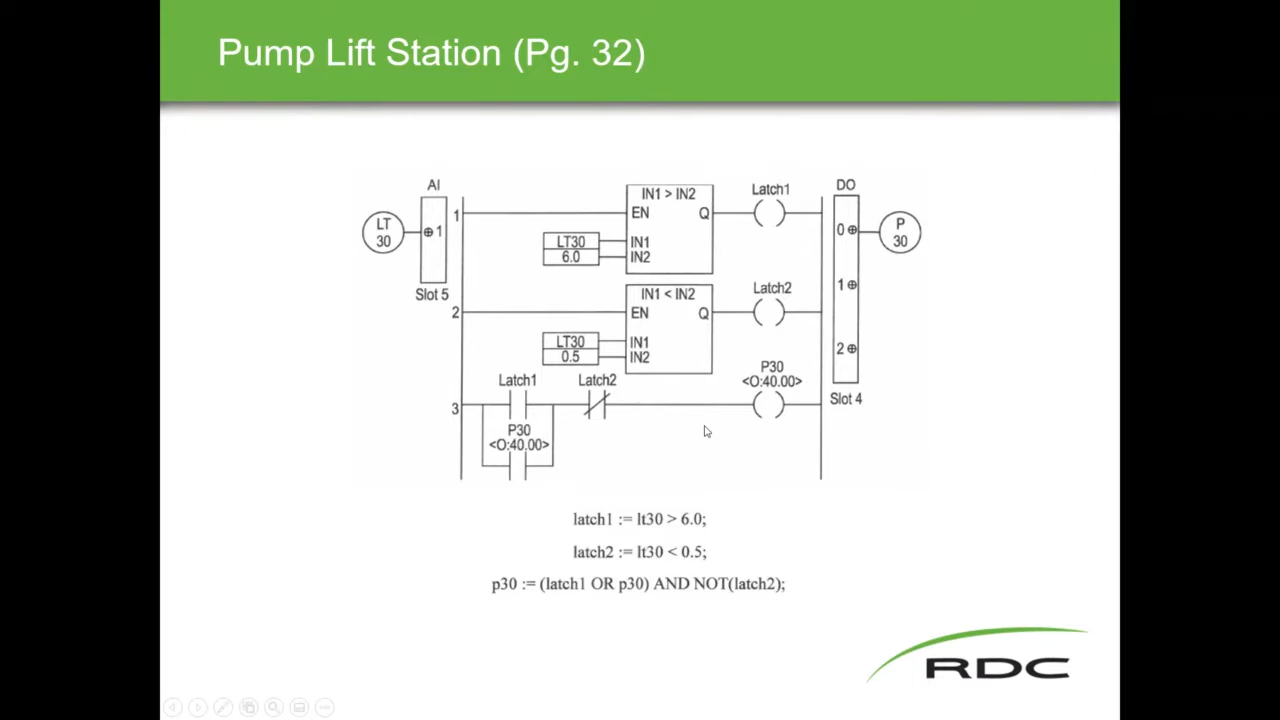 Pump Lift Station (Pg. 32)
AI
LT
30
1
Slot 5
1
IN1 > IN2
EN Q
LT30 IN1
6.0 IN2
Latch1
2
IN1 < IN2
EN Q
LT30 IN1
0.5 IN2
Latch2
3
Latch1
Latch2
P30
<O:40.00>
P30
<O:40.00>
DO
0
1
2
Slot 4
P
30
latch1 := lt30 > 6.0;
latch2 := lt30 < 0.5;
p30 := (latch1 OR p30) AND NOT(latch2);
RDC